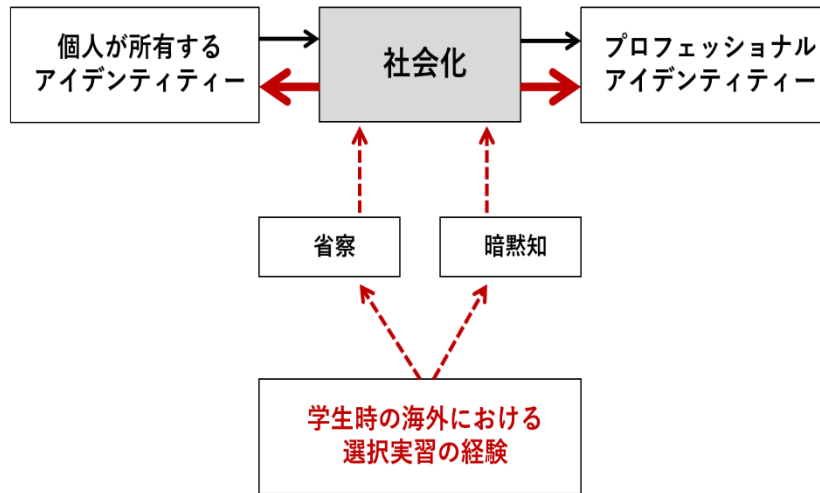 個人が所有する
アイデンティティー
社会化
プロフェッショナル
アイデンティティー
省察
暗黙知
学生時の海外における
選択実習の経験